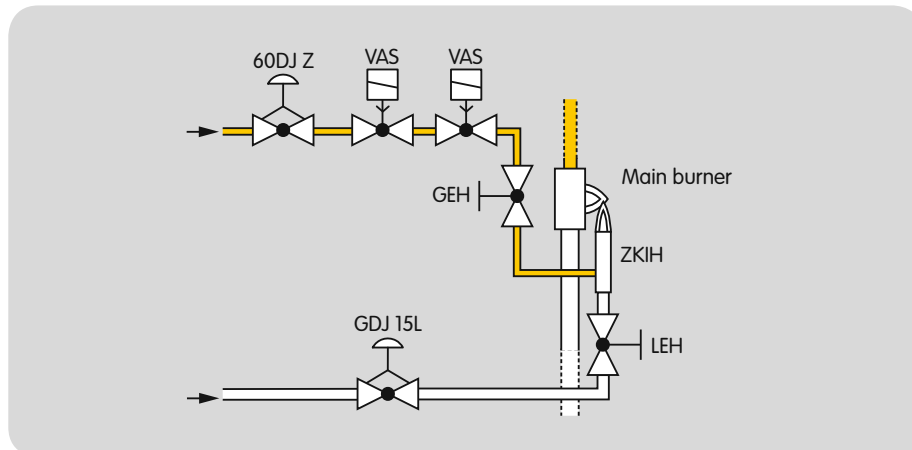 60DJ Z
VAS
VAS
GEH
Main burner
ZKIH
GDJ 15L
LEH